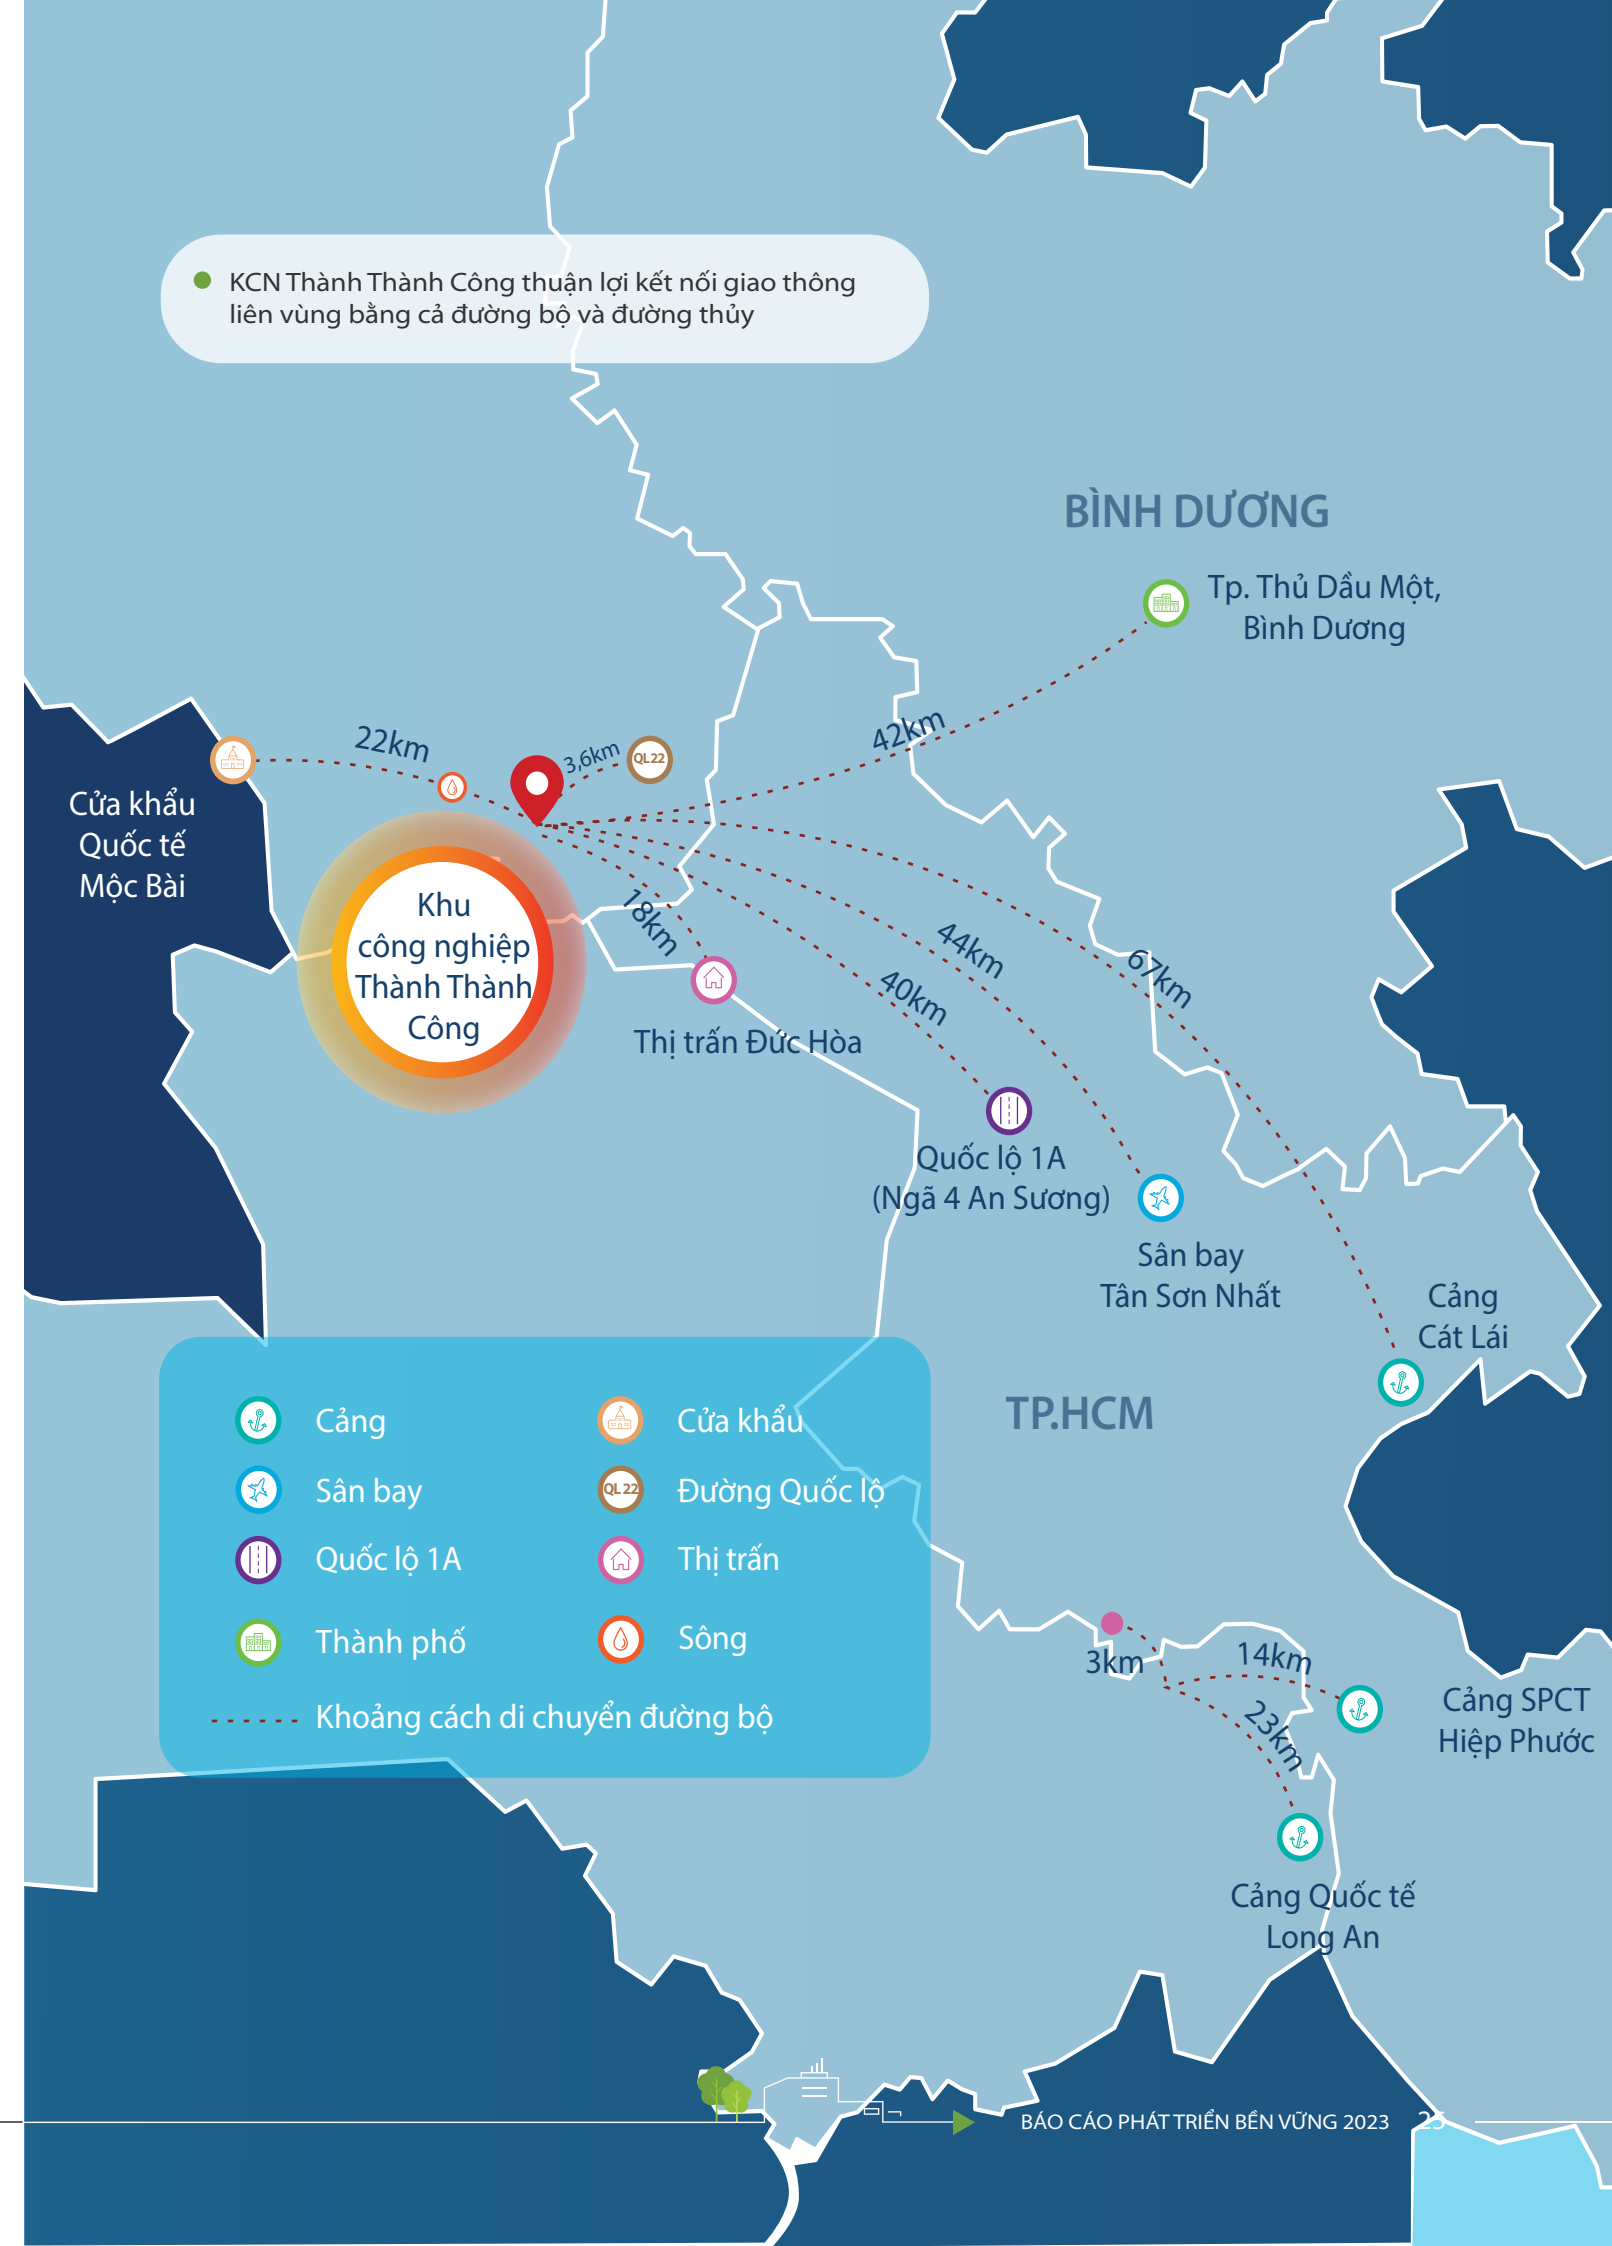 KCN Thành Thành Công thuận lợi kết nối giao thông
liên vùng bằng cả đường bộ và đường thủy
BÌNH DƯƠNG
Tp. Thủ Dầu Một,
Bình Dương
42km
22km
3,6km
QL22
Cửa khẩu
Quốc tế
Mộc Bài
Khu
công nghiệp
Thành Thành
Công
18km
Thị trấn Đức Hòa
44km
40km
67km
Quốc lộ 1A
(Ngã 4 An Sương)
Sân bay
Tân Sơn Nhất
Cảng
Cát Lái
TP.HCM
Cảng
Cửa khẩu
Sân bay
QL 22
Đường Quốc lộ
Quốc lộ 1A
Thị trấn
Thành phố
Sông
Khoảng cách di chuyển đường bộ
3km
14km
23km
Cảng SPCT
Hiệp Phước
Cảng Quốc tế
Long An
BÁO CÁO PHÁT TRIỂN BỀN VỮNG 2023 25